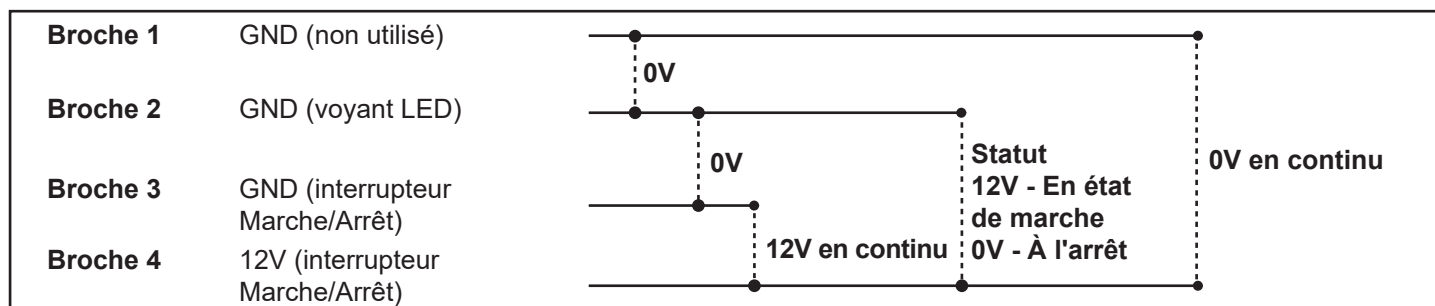 Broche 1 GND (non utilisé)
0V
Broche 2 GND (voyant LED)
0V
Statut
12V - En état
de marche
0V - À l'arrêt
0V en continu
Broche 3 GND (interrupteur
Marche/Arrêt)
12V en continu
Broche 4 12V (interrupteur
Marche/Arrêt)